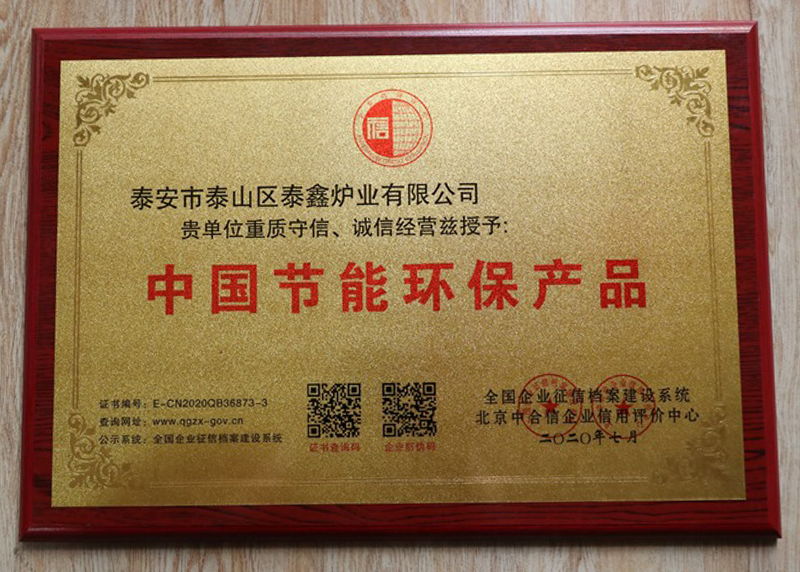 信
泰安市泰山区泰鑫炉业有限公司
贵单位重质守信、诚信经营兹授予:
中国节能环保产品
证书编号: E-CN2020QB36873-3
查询网址: www.qgzx-gov.cn
公示系统: 全国企业征信档案建设系统
证书查询码
企业防伪码
全国企业征信档案建设系统
北京中合信企业信用评价中心
二〇二〇年七月